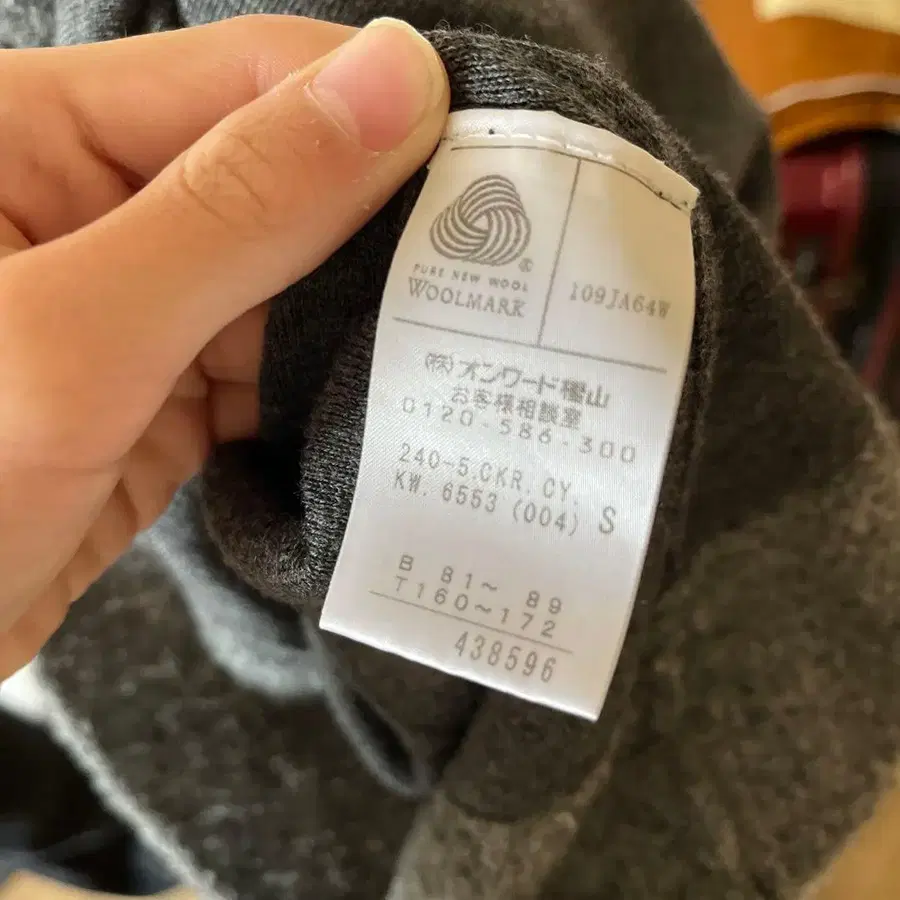 PURE NEW WOOL
WOOLMARK
109JA64W
(株)オンワード樫山
お客様相談室
0120-586-300
240-5.CKR.CY.
KW. 6553 (004) S
B 81~ 89
T160~172
438596